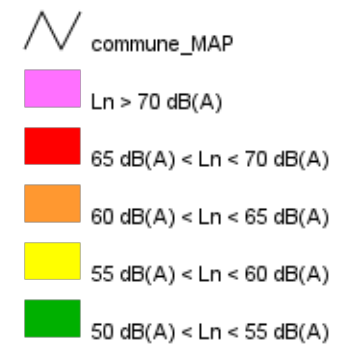 commune_MAP
Ln > 70 dB(A)
65 dB(A) < Ln < 70 dB(A)
60 dB(A) < Ln < 65 dB(A)
55 dB(A) < Ln < 60 dB(A)
50 dB(A) < Ln < 55 dB(A)